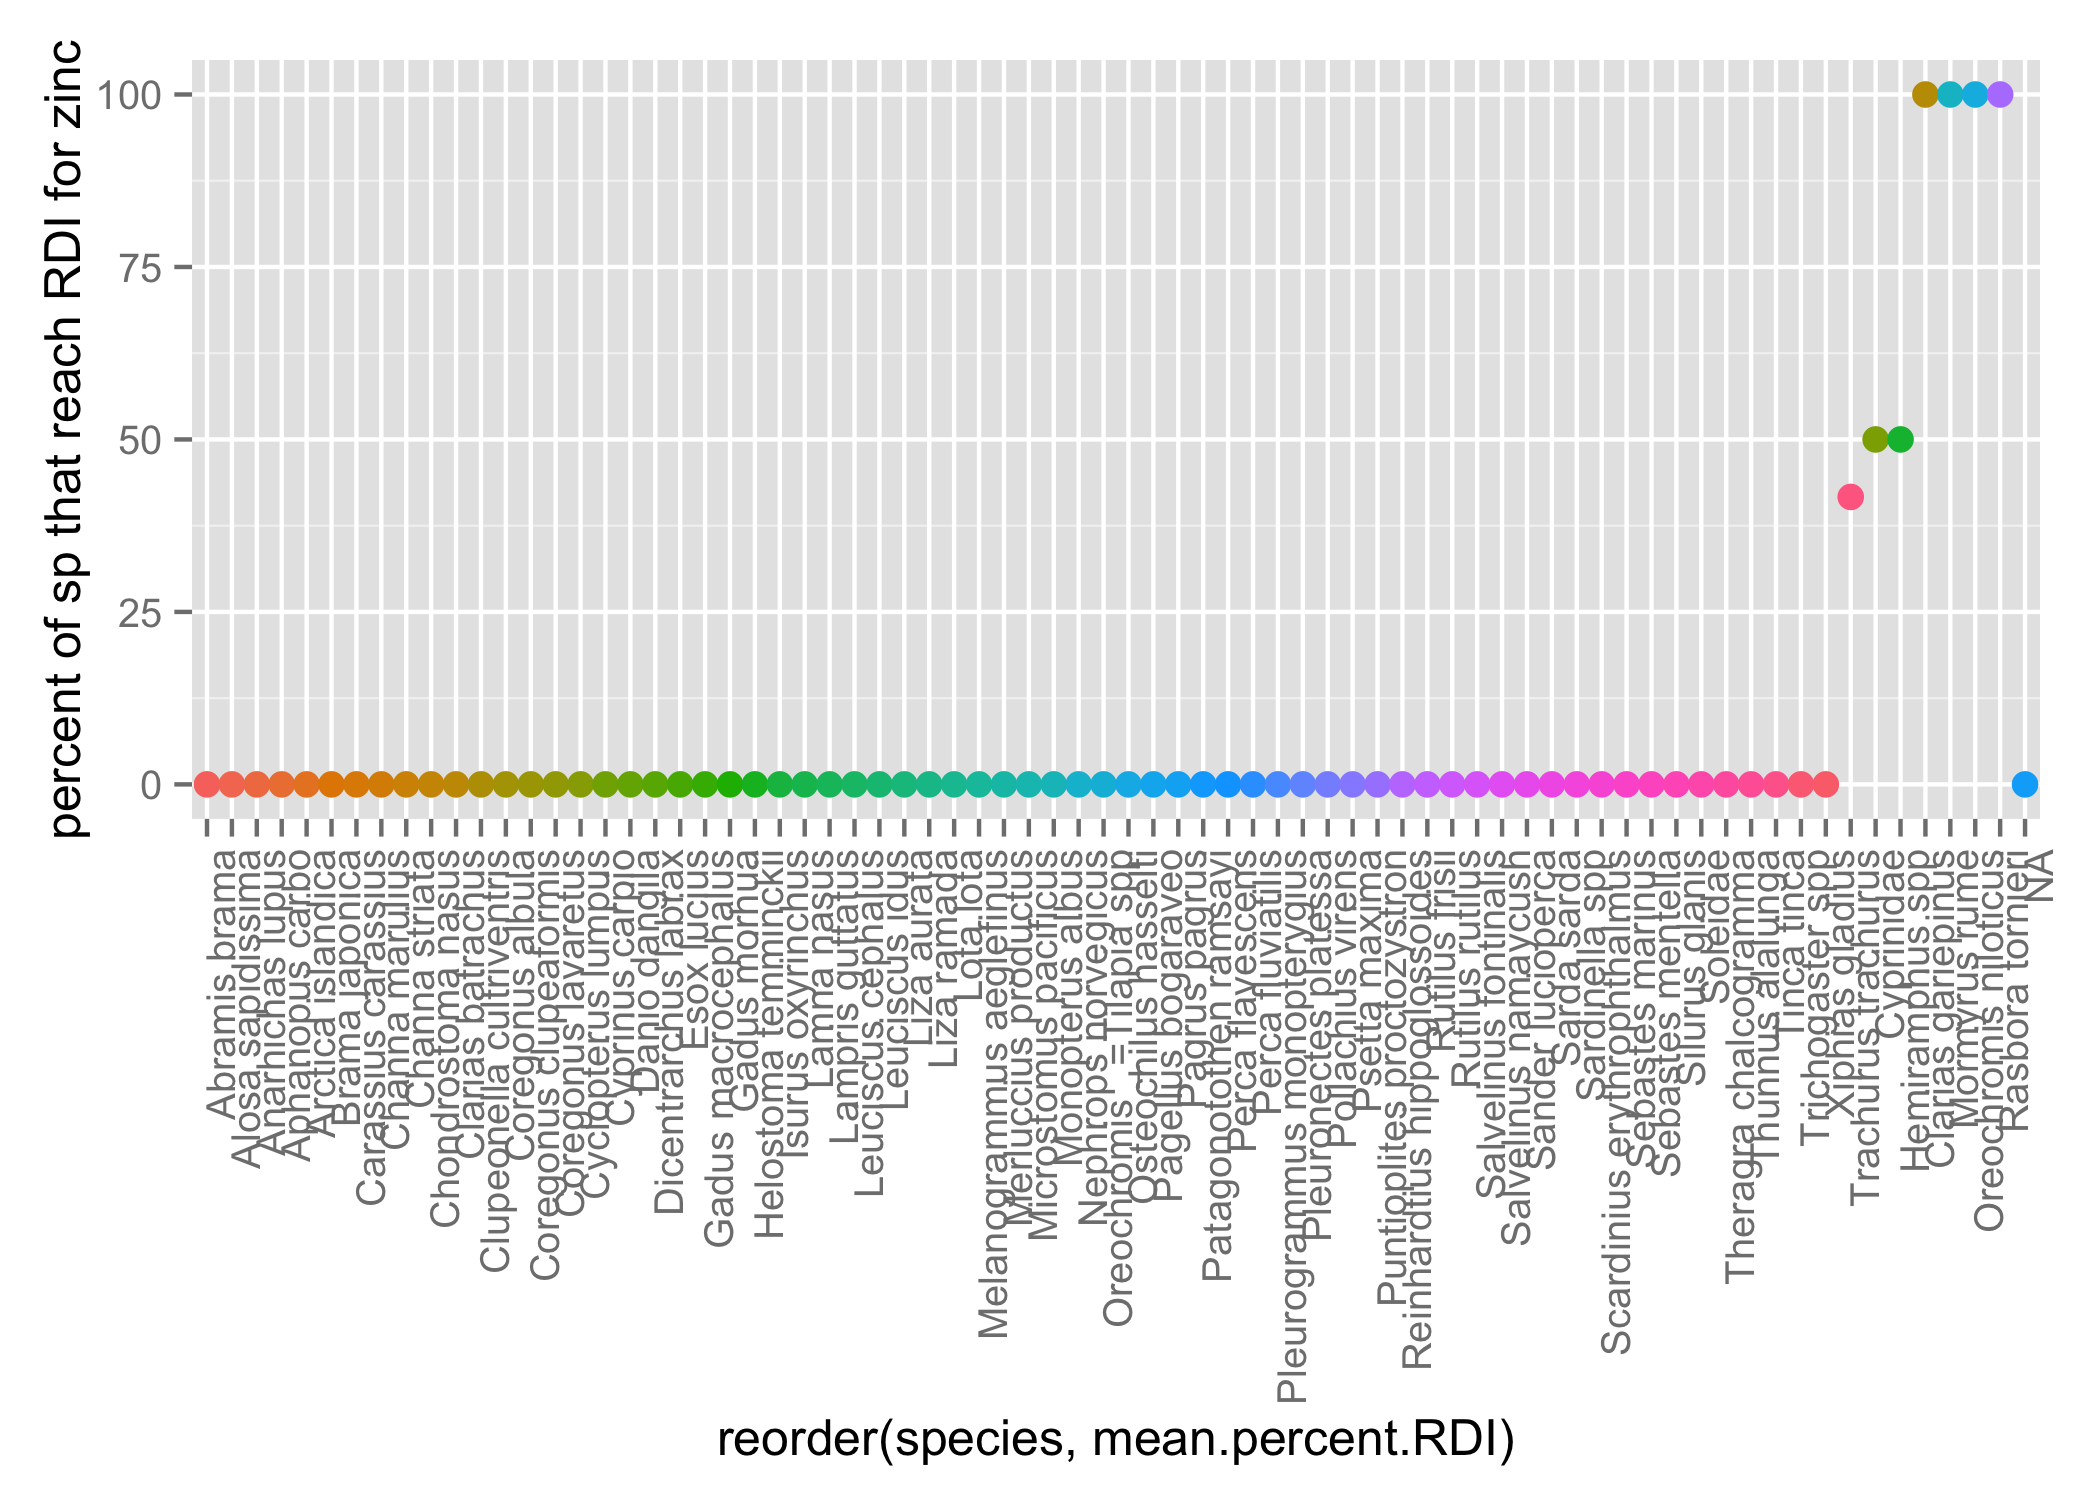 percent of sp that reach RDI for zinc
100
75
50
25
0
Abramis brama
Alosa sapidissima
Anarhichas lupus
Aphanopus carbo
Arctica islandica
Brama japonica
Carassius carassius
Channa marulius
Channa striata
Chondrostoma nasus
Clarias batrachus
Clupeonella cultriventris
Coregonus albula
Coregonus clupeaformis
Coregonus lavaretus
Cyclopterus lumpus
Cyprinus carpio
Danio dangila
Dicentrarchus labrax
Esox lucius
Gadus macrocephalus
Gadus morhua
Helostoma temminckii
Isurus oxyrinchus
Lamna nasus
Lampris guttatus
Leuciscus cephalus
Leuciscus idus
Liza aurata
Liza ramada
Lota lota
Melanogrammus aeglefinus
Merluccius productus
Microstomus pacificus
Monopterus albus
Nephrops norvegicus
Oreochromis =Tilapia spp
Osteochilus hasselti
Pagellus bogaraveo
Pagrus pagrus
Patagonotothen ramsayi
Perca flavescens
Perca fluviatilis
Pleurogrammus monopterygius
Pleuronectes platessa
Pollachius virens
Psetta maxima
Puntioplites proctozystron
Reinhardtius hippoglossoides
Rutilus frisii
Rutilus rutilus
Salvelinus fontinalis
Salvelinus namaycush
Sander lucioperca
Sarda sarda
Sardinella spp
Scardinius erythrophthalmus
Sebastes marinus
Sebastes mentella
Silurus glanis
Soleidae
Theragra chalcogramma
Thunnus alalunga
Tinca tinca
Trichogaster spp
Xiphias gladius
Trachurus trachurus
Cyprinidae
Hemiramphus spp
Clarias gariepinus
Mormyrus rume
Oreochromis niloticus
Rasbora tornieri
NA
reorder(species, mean.percent.RDI)